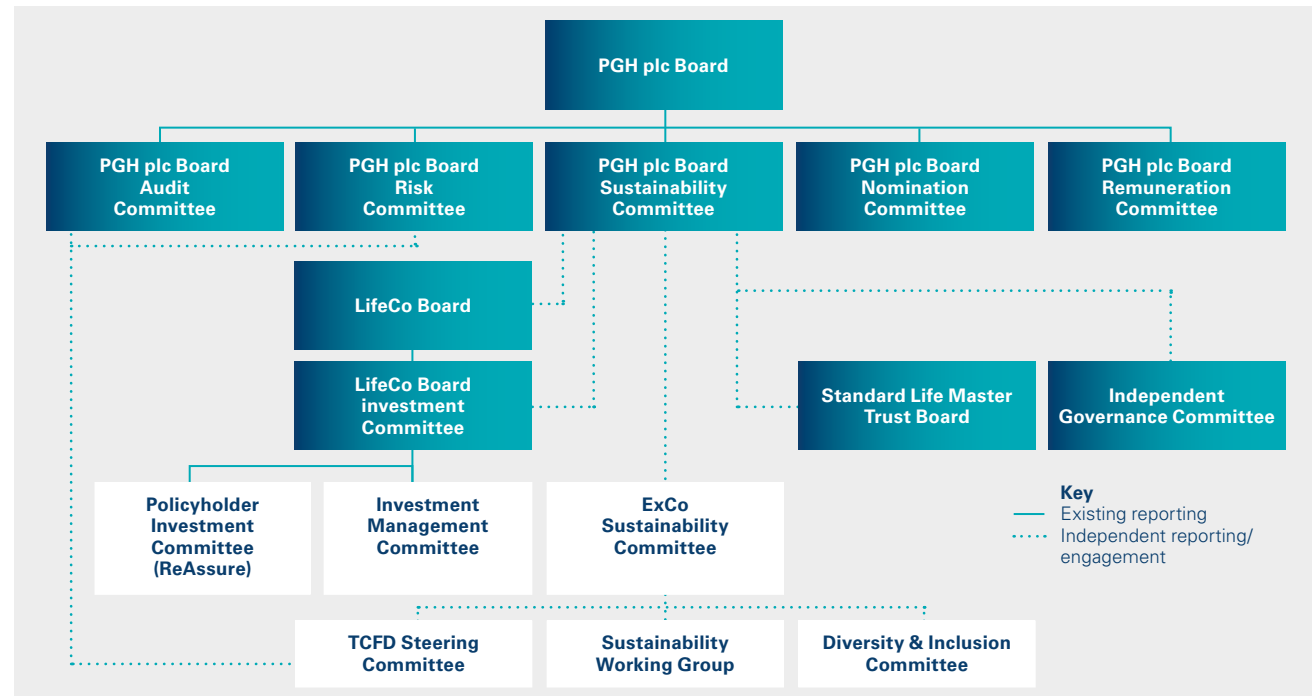 PGH plc Board
PGH plc Board
Audit
Committee
PGH plc Board
Risk
Committee
PGH plc Board
Sustainability
Committee
PGH plc Board
Nomination
Committee
PGH plc Board
Remuneration
Committee
LifeCo Board
LifeCo Board
investment
Committee
Standard Life Master
Trust Board
Independent
Governance Committee
Policyholder
Investment
Committee
(ReAssure)
Investment
Management
Committee
ExCo
Sustainability
Committee
Key
Existing reporting
Independent reporting/
engagement
TCFD Steering
Committee
Sustainability
Working Group
Diversity & Inclusion
Committee